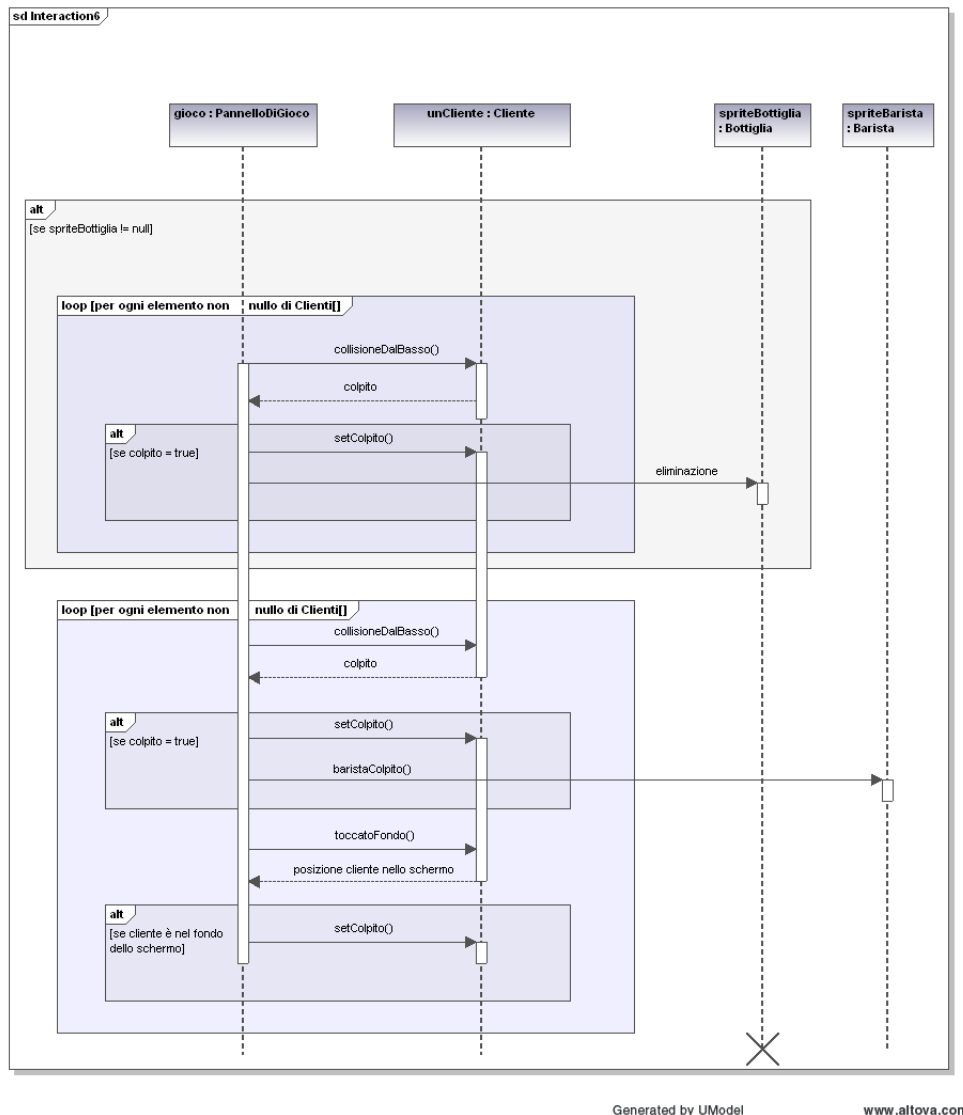 sd Interaction6
gioco : PannelloDiGioco
unCliente : Cliente
spriteBottiglia
: Bottiglia
spriteBarista
: Barista
alt
[se spriteBottiglia != null]
loop [per ogni elemento non nullo di Clienti[]
collisioneDalBasso()
colpito
alt
[se colpito = true]
setColpito()
eliminazione
loop [per ogni elemento non nullo di Clienti[]
collisioneDalBasso()
colpito
alt
[se colpito = true]
setColpito()
baristaColpito()
toccatoFondo()
posizione cliente nello schermo
alt
[se cliente è nel fondo
dello schermo]
setColpito()
Generated by UModel www.altova.com